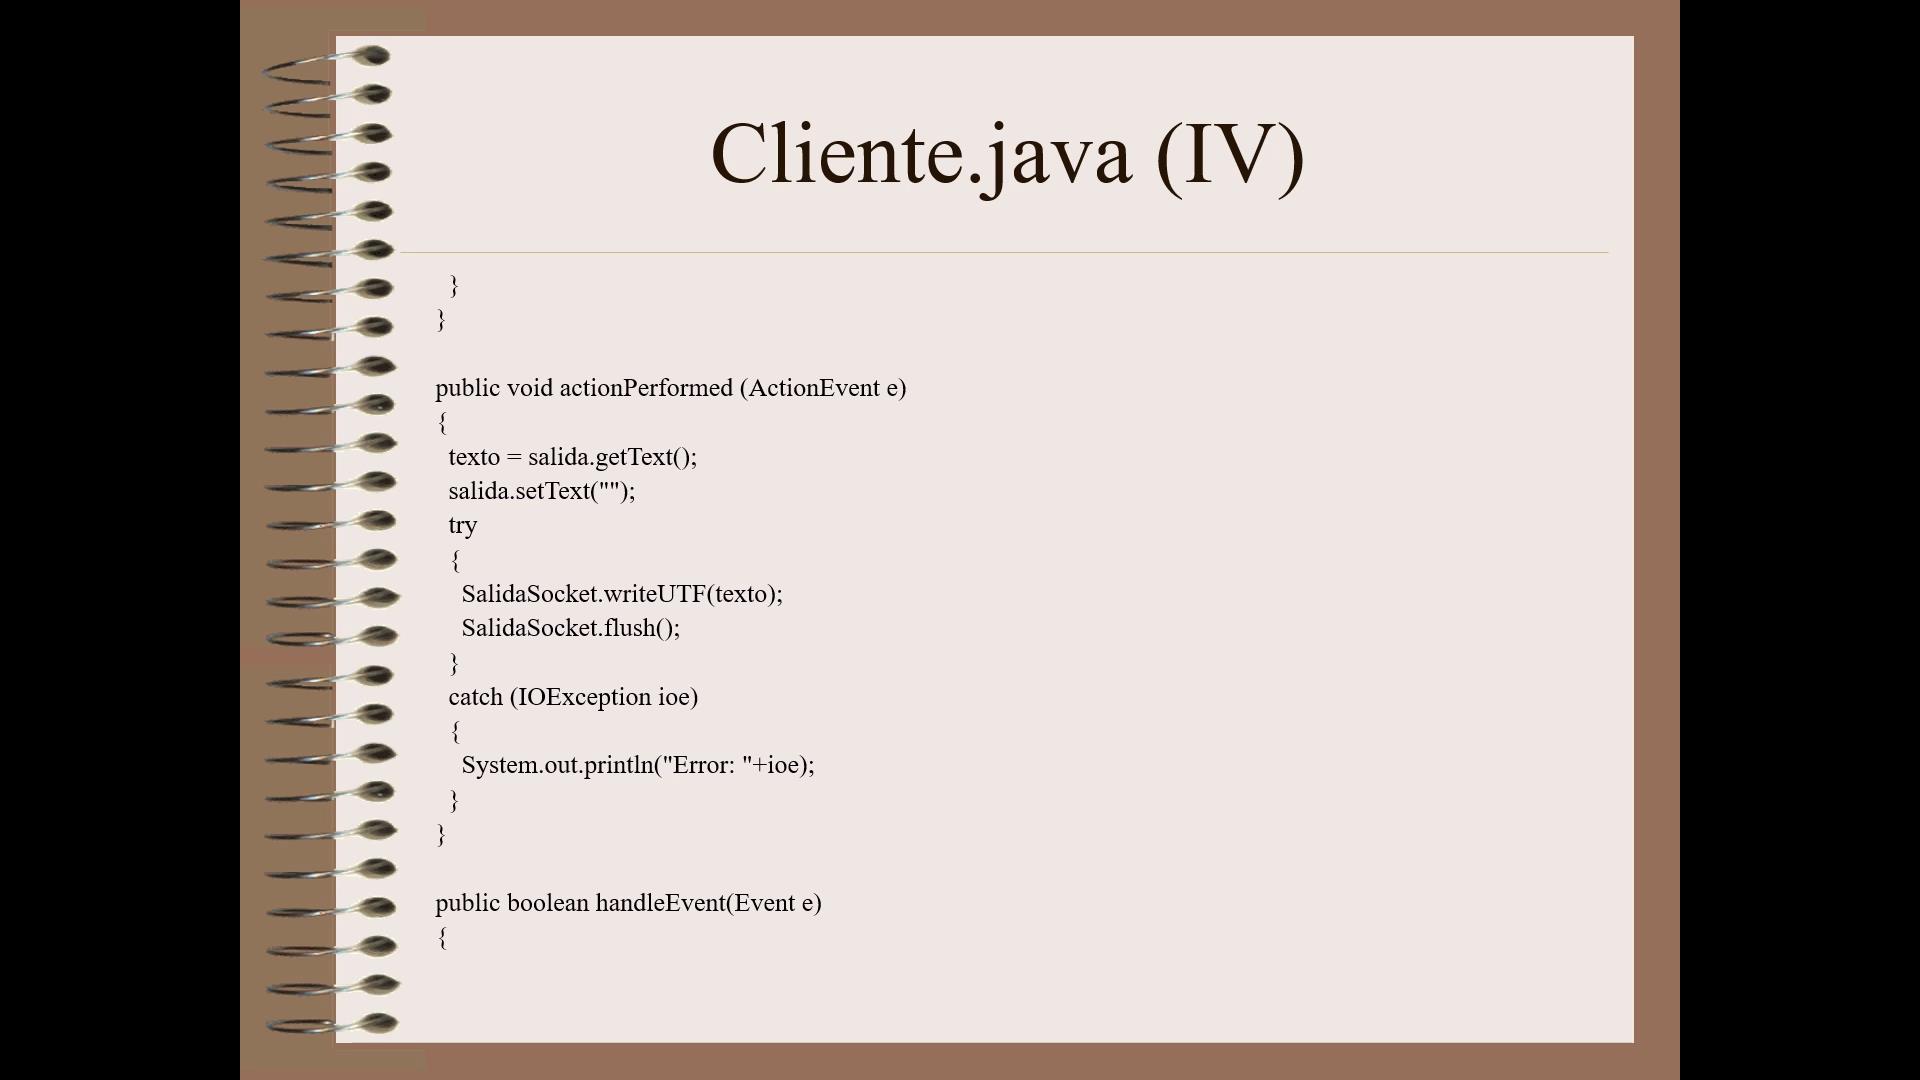 Cliente.java (IV)
}
}
public void actionPerformed (ActionEvent e)
{
texto = salida.getText();
salida.setText("");
try
{
SalidaSocket.writeUTF(texto);
SalidaSocket.flush();
}
catch (IOException ioe)
{
System.out.println("Error: "+ioe);
}
}
public boolean handleEvent(Event e)
{